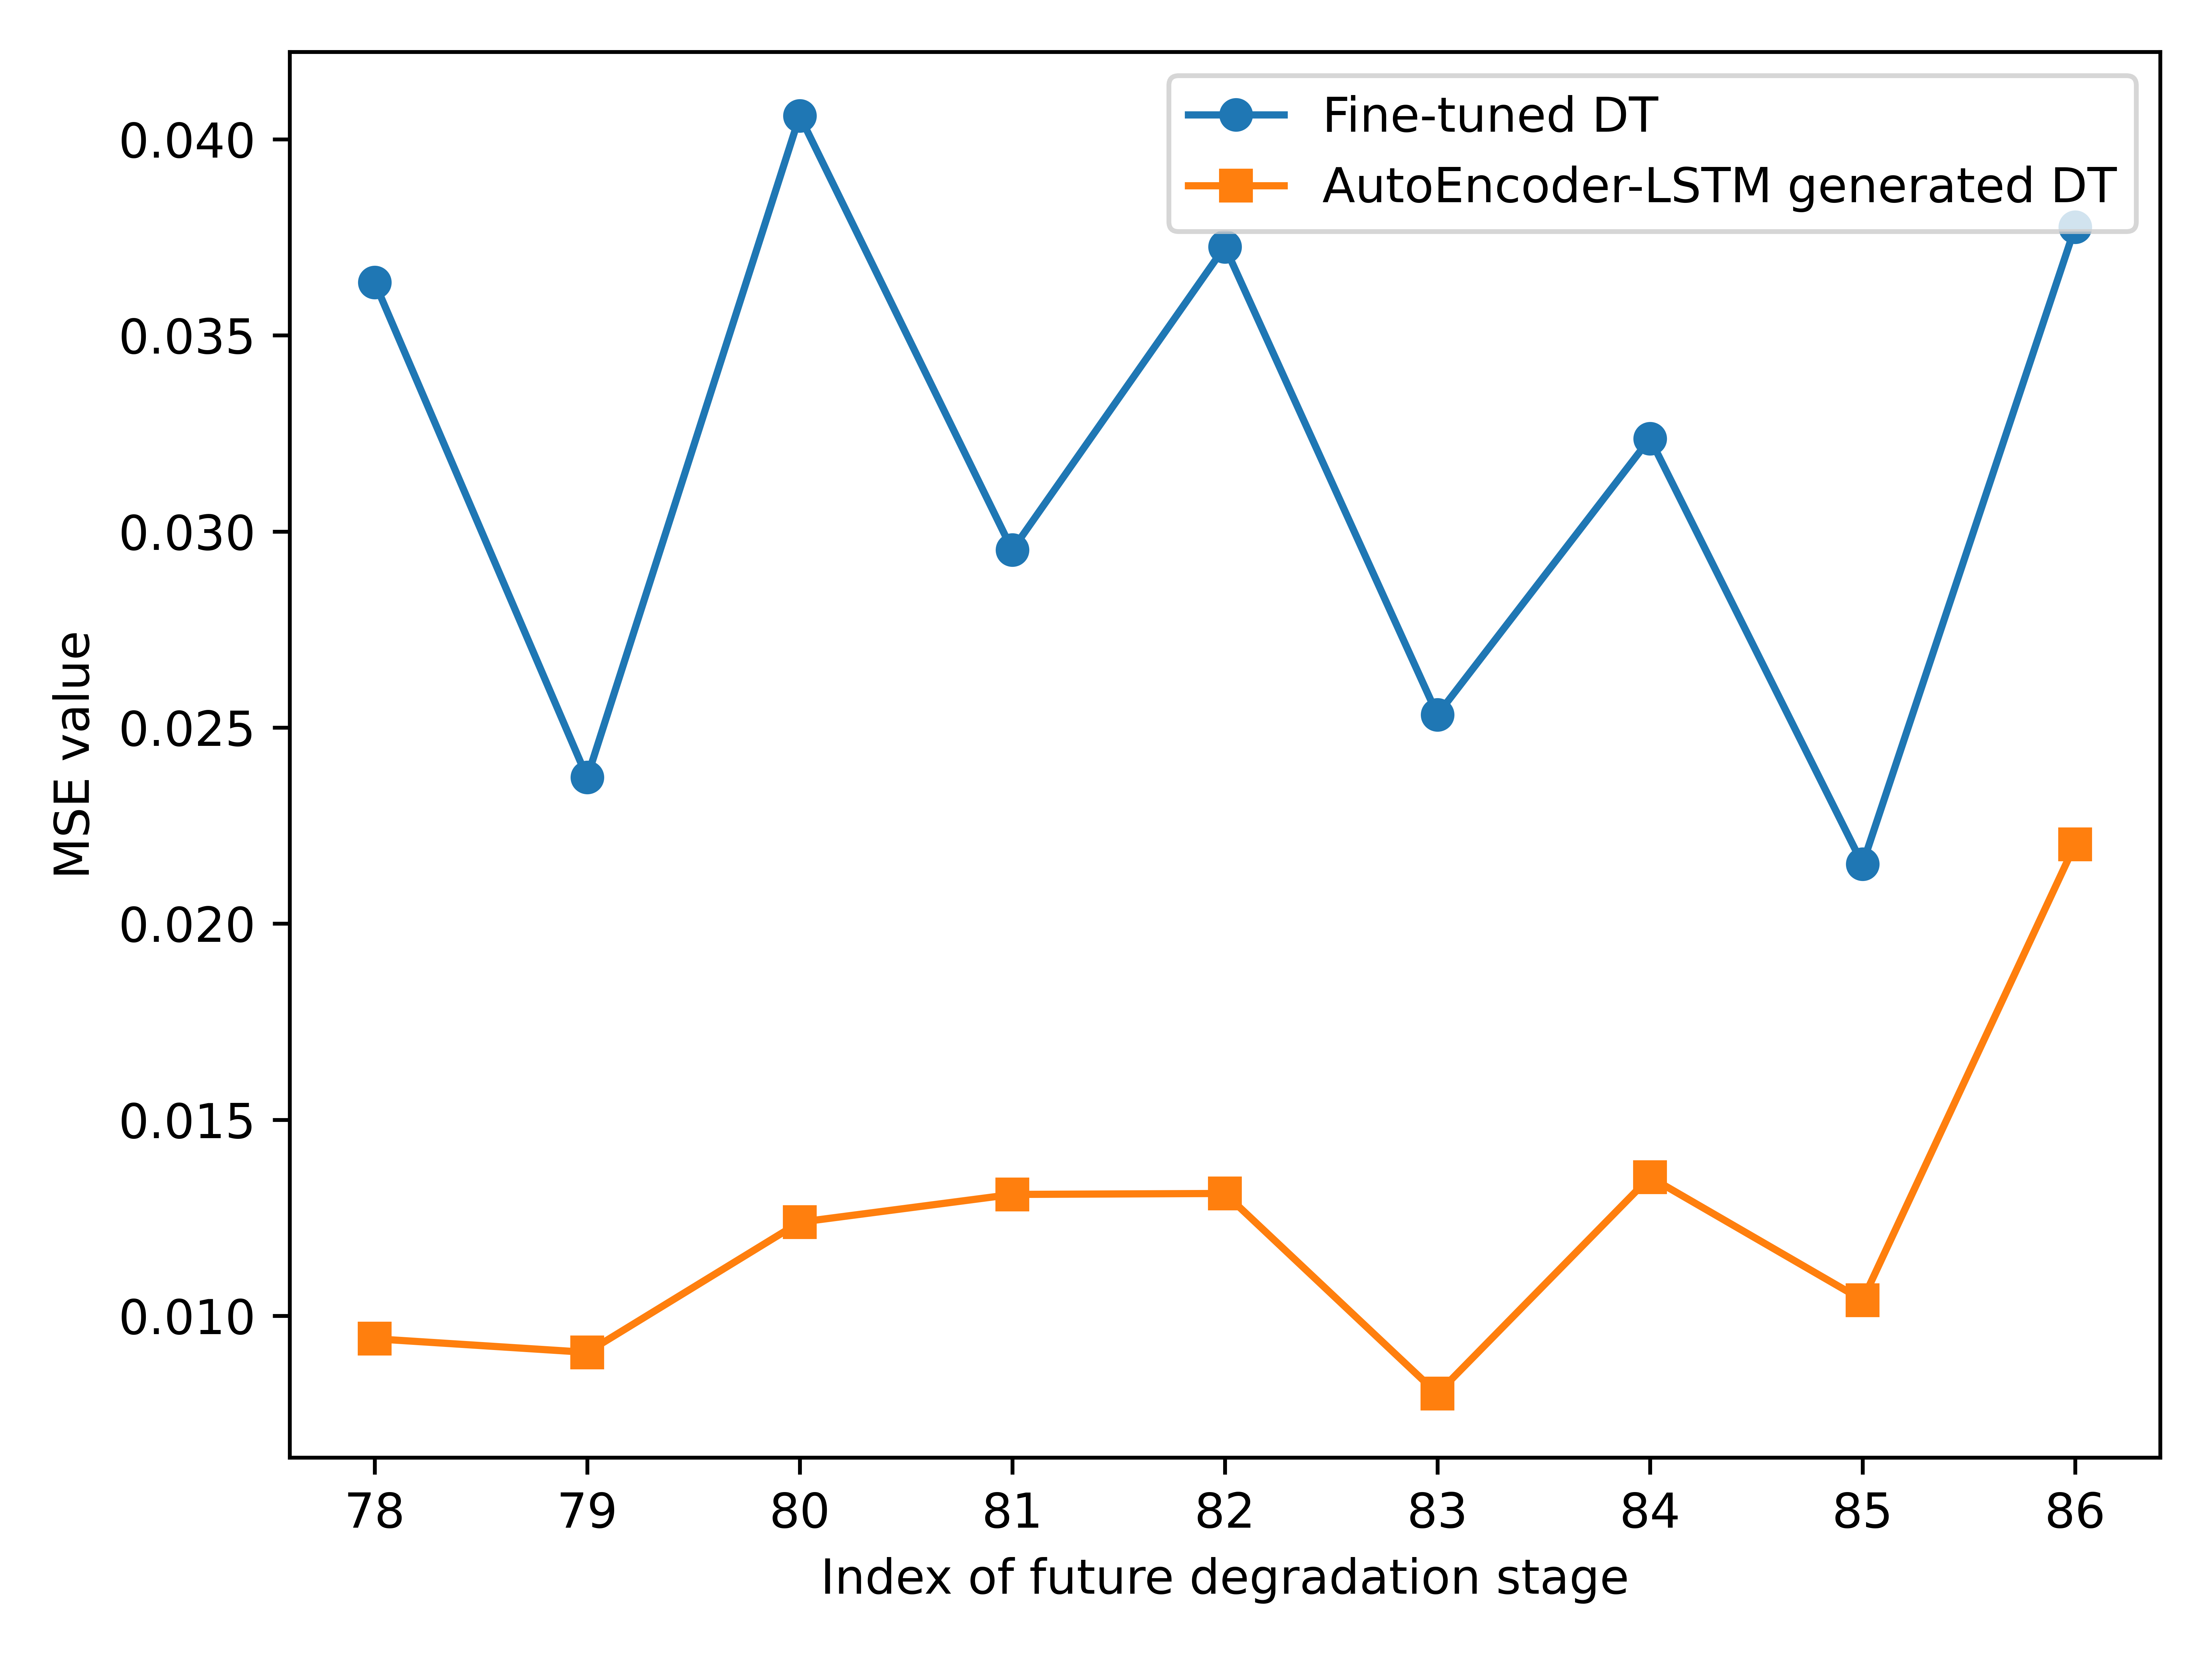 Fine-tuned DT
AutoEncoder-LSTM generated DT
0.040
0.035
0.030
0.025
0.020
0.015
0.010
MSE value
78 79 80 81 82 83 84 85 86
Index of future degradation stage